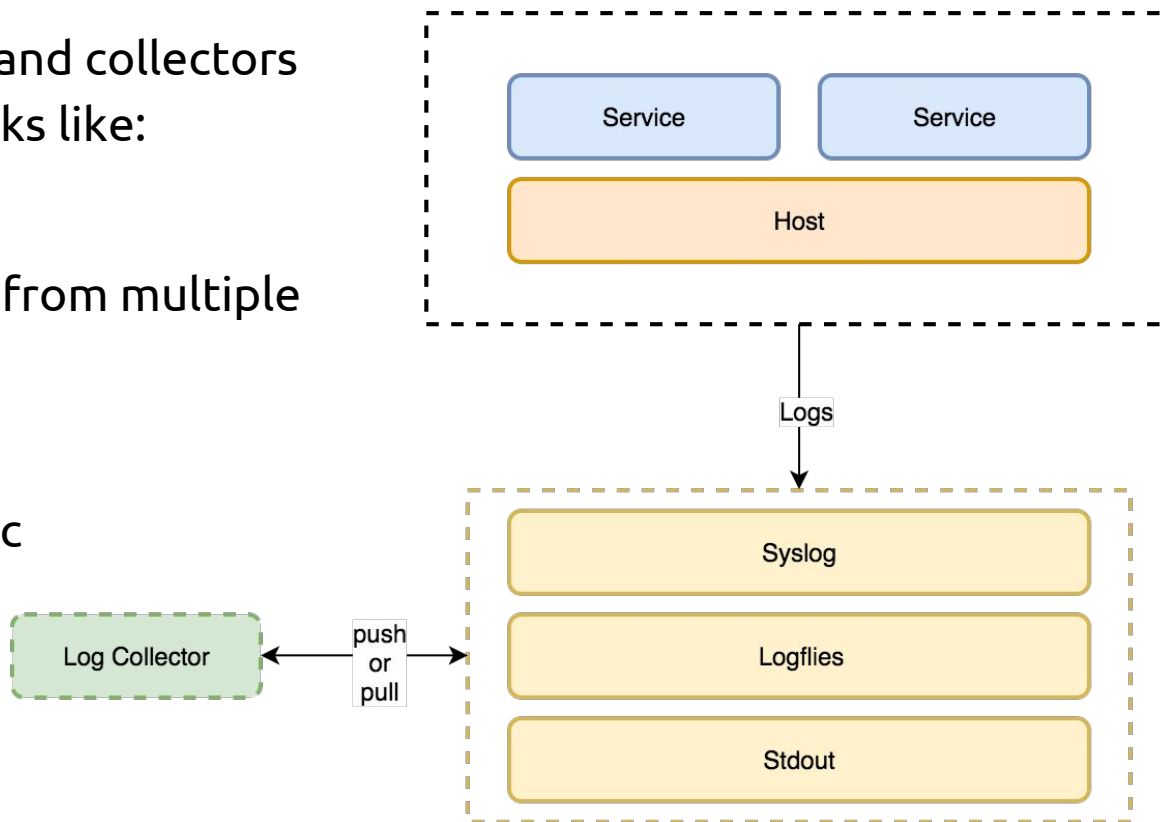 and collectors
ks like:
from multiple
c
Service
Service
Host
Logs
Syslog
Logflies
Stdout
push
or
pull
Log Collector